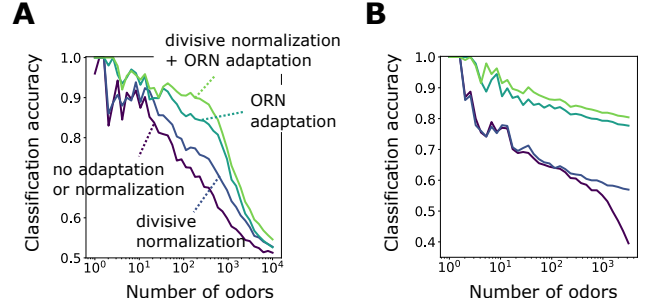 A
divisive normalization
+ ORN adaptation
ORN
adaptation
no adaptation
or normalization
divisive
normalization
Classification accuracy
1.0
0.9
0.8
0.6
0.5
10⁰
10¹
10²
10³
10⁴
Number of odors
B
Classification accuracy
1.0
0.9
0.8
0.7
0.6
0.5
0.4
10⁰
10¹
10²
10³
Number of odors